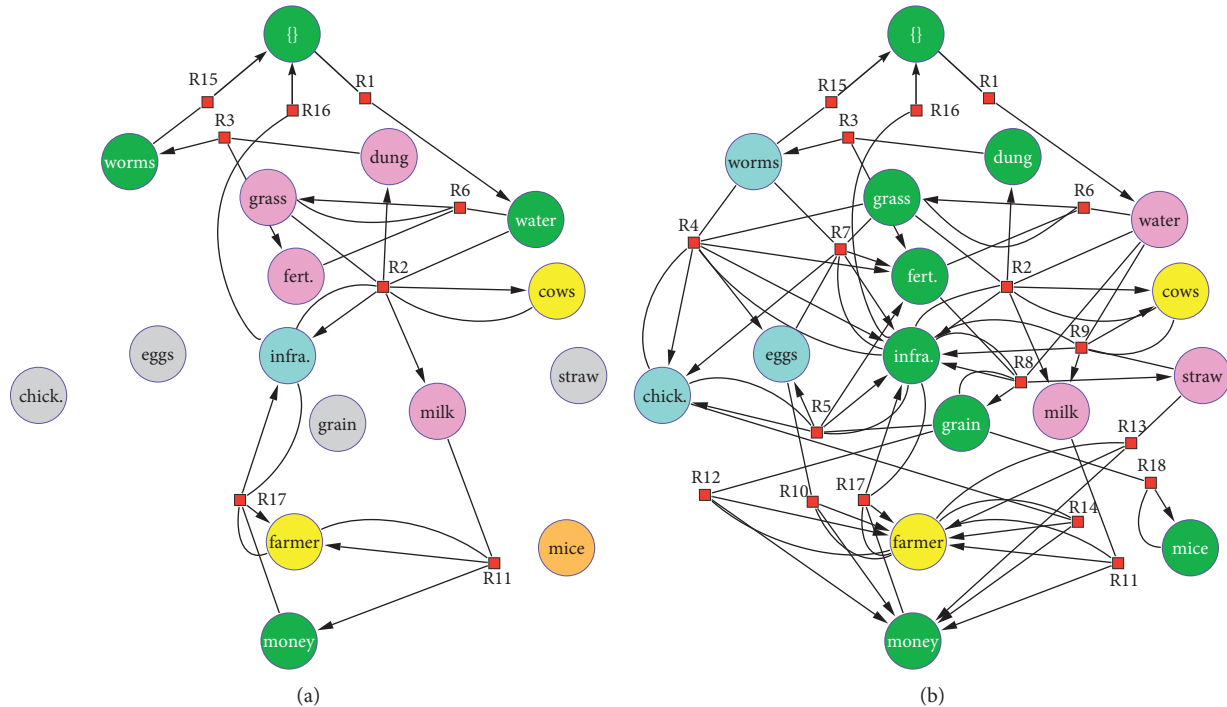 {}
R15
R1
R16
R3
worms
dung
R6
grass
water
fert.
R2
cows
infra.
eggs
straw
chick.
milk
grain
R17
farmer
mice
R11
money
(a)
{}
R15
R1
R16
R3
worms
dung
R6
grass
water
R4
R7
fert.
R2
cows
R9
eggs
infra.
R8
straw
chick.
milk
R5
grain
R13
R12
R10
R17
R18
R14
farmer
mice
R11
money
(b)